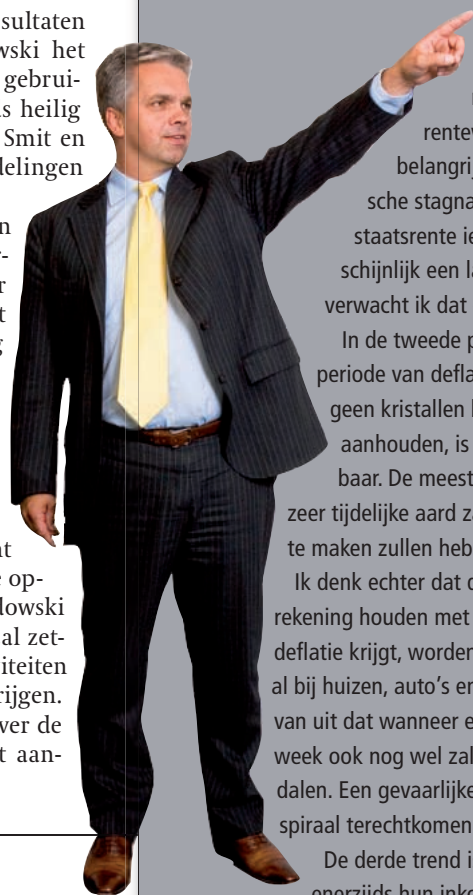 sultaten
wski het
gebrui-
s heilig
Smit en
delingen
n
r-
r
t
g
nt
e op-
dowski
al zet-
iteiten
rijgen.
ver de
t aan-
rentev
belangrij
sche stagna
staatsrente ie
schijnlijk een la
verwacht ik dat
In de tweede p
periode van defla
geen kristallen
aanhouden, is
baar. De meest
zeer tijdelijke aard za
te maken zullen heb
Ik denk echter dat d
rekening houden met
deflatie krijgt, worden
al bij huizen, auto's en
van uit dat wanneer e
week ook nog wel zal
dalen. Een gevaarlijke
spiraal terechtkomen
De derde trend i
enerzijds hun inko